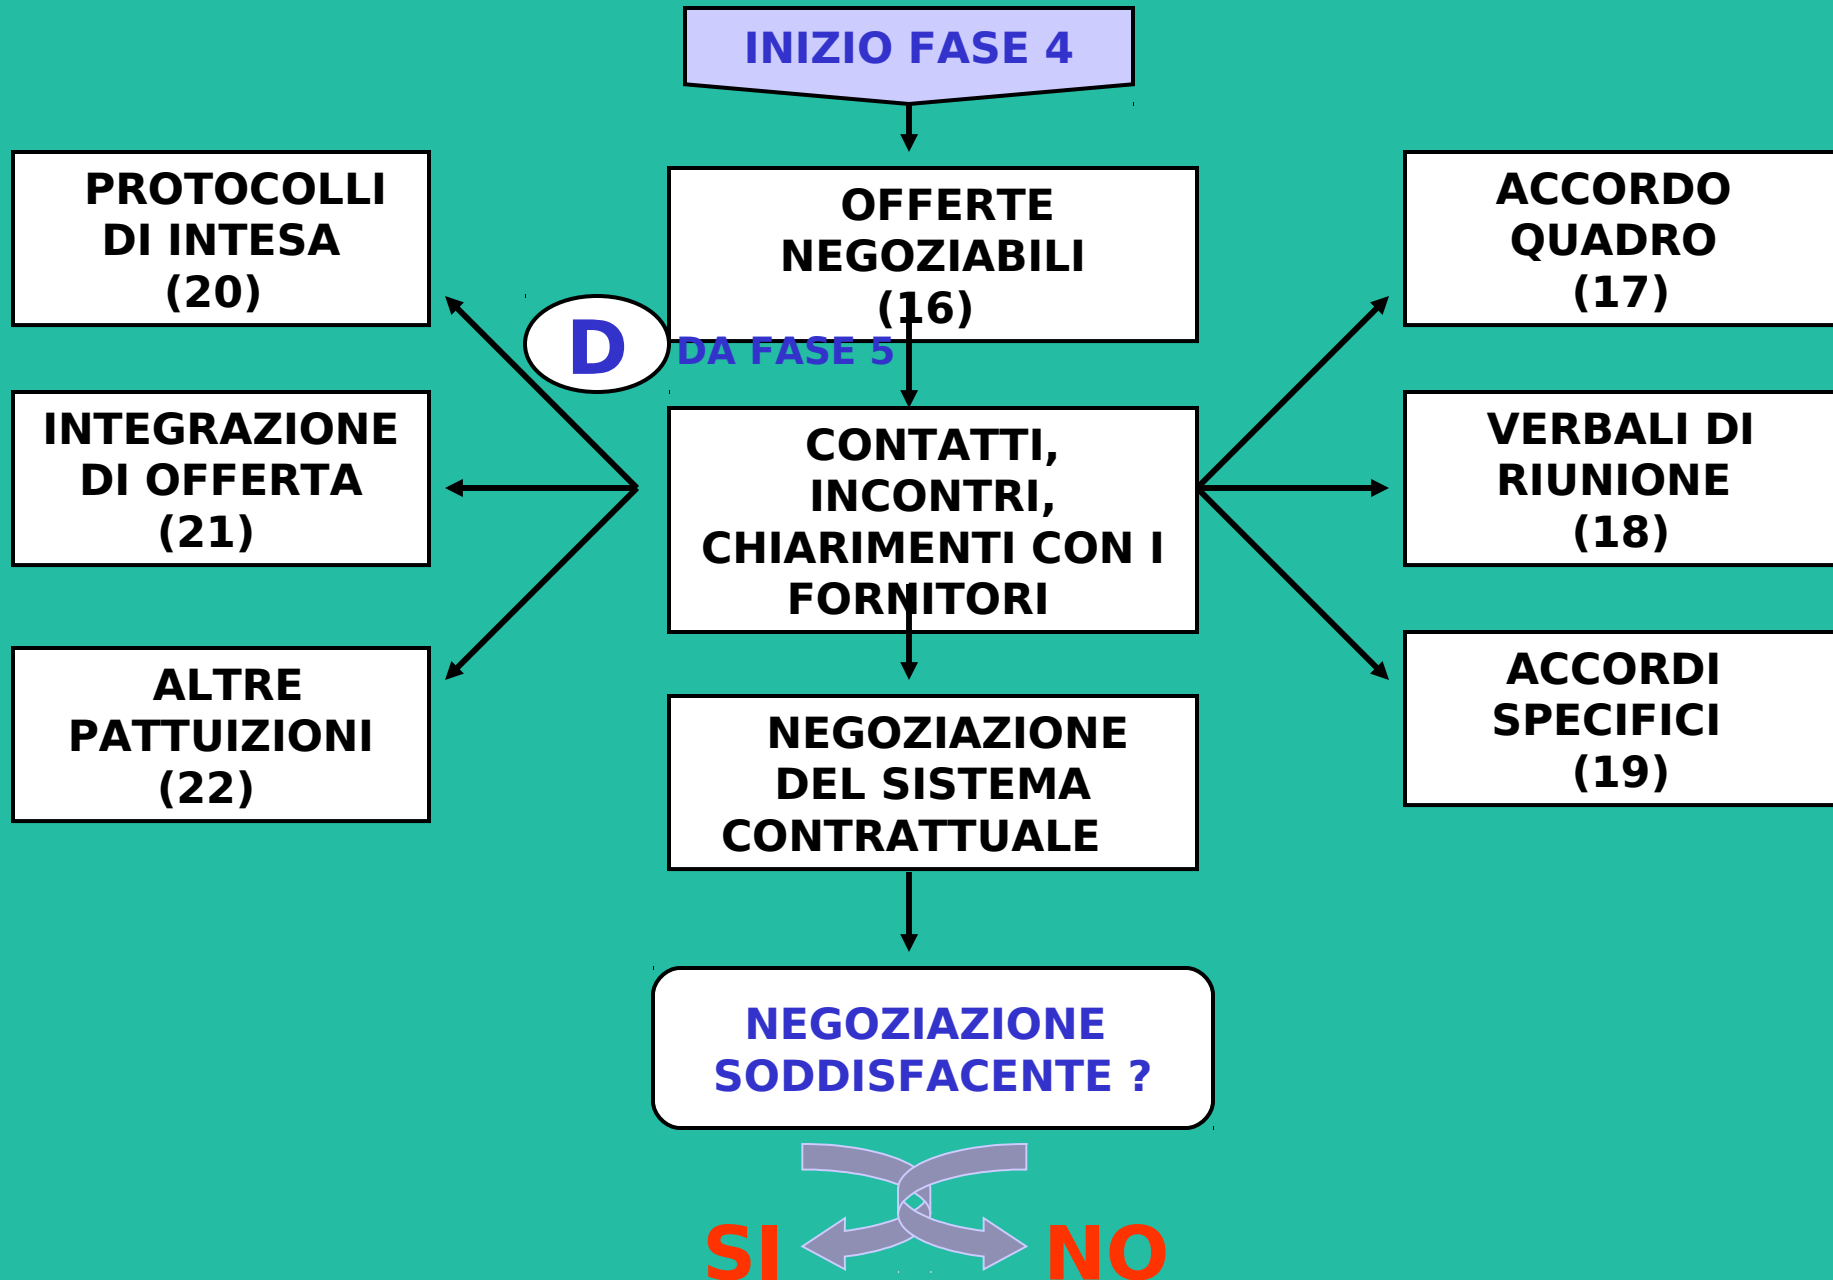 INIZIO FASE 4
PROTOCOLLI
DI INTESA
(20)
OFFERTE
NEGOZIABILI
(16)
ACCORDO
QUADRO
(17)
D
DA FASE 5
INTEGRAZIONE
DI OFFERTA
(21)
CONTATTI,
INCONTRI,
CHIARIMENTI CON I
FORNITORI
VERBALI DI
RIUNIONE
(18)
ALTRE
PATTUIZIONI
(22)
NEGOZIAZIONE
DEL SISTEMA
CONTRATTUALE
ACCORDI
SPECIFICI
(19)
NEGOZIAZIONE
SODDISFACENTE ?
SI
NO